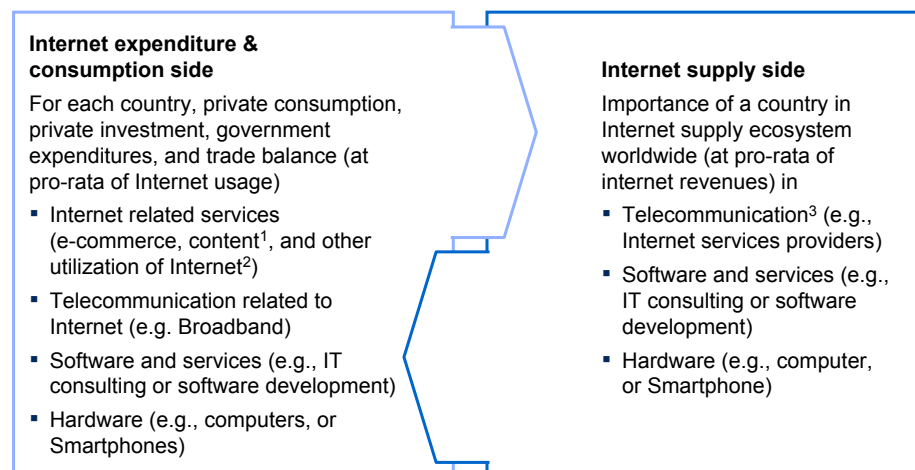 Internet expenditure &
consumption side
For each country, private consumption,
private investment, government
expenditures, and trade balance (at
pro-rata of Internet usage)
▪ Internet related services
(e-commerce, content¹, and other
utilization of Internet²)
▪ Telecommunication related to
Internet (e.g. Broadband)
▪ Software and services (e.g., IT
consulting or software development)
▪ Hardware (e.g., computers, or
Smartphones)
Internet supply side
Importance of a country in
Internet supply ecosystem
worldwide (at pro-rata of
internet revenues) in
▪ Telecommunication³ (e.g.,
Internet services providers)
▪ Software and services (e.g.,
IT consulting or software
development)
▪ Hardware (e.g., computer,
or Smartphone)